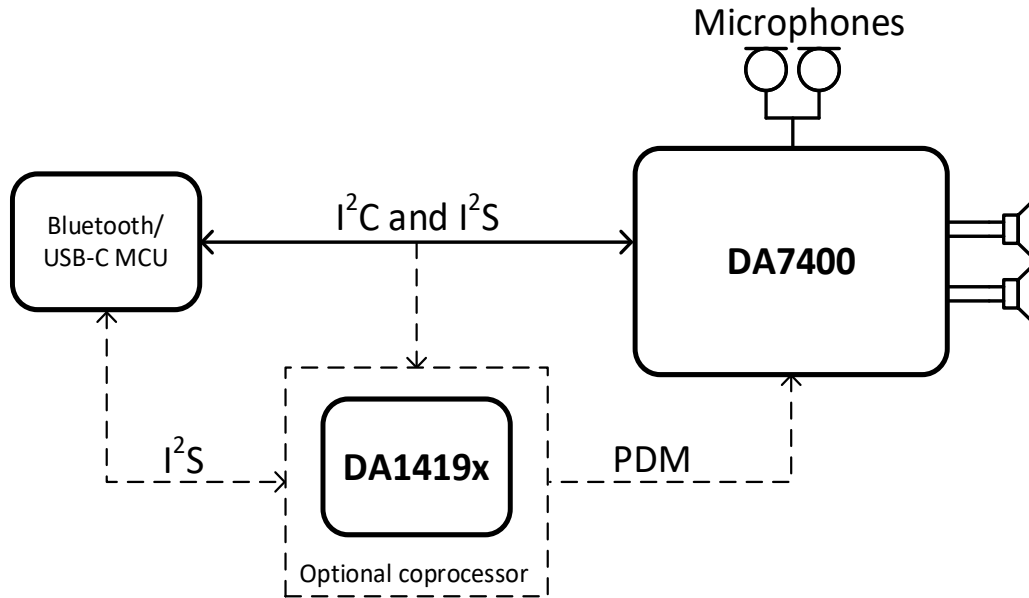 Microphones
Bluetooth/
USB-C MCU
I²C and I²S
DA7400
I²S
DA1419x
PDM
Optional coprocessor